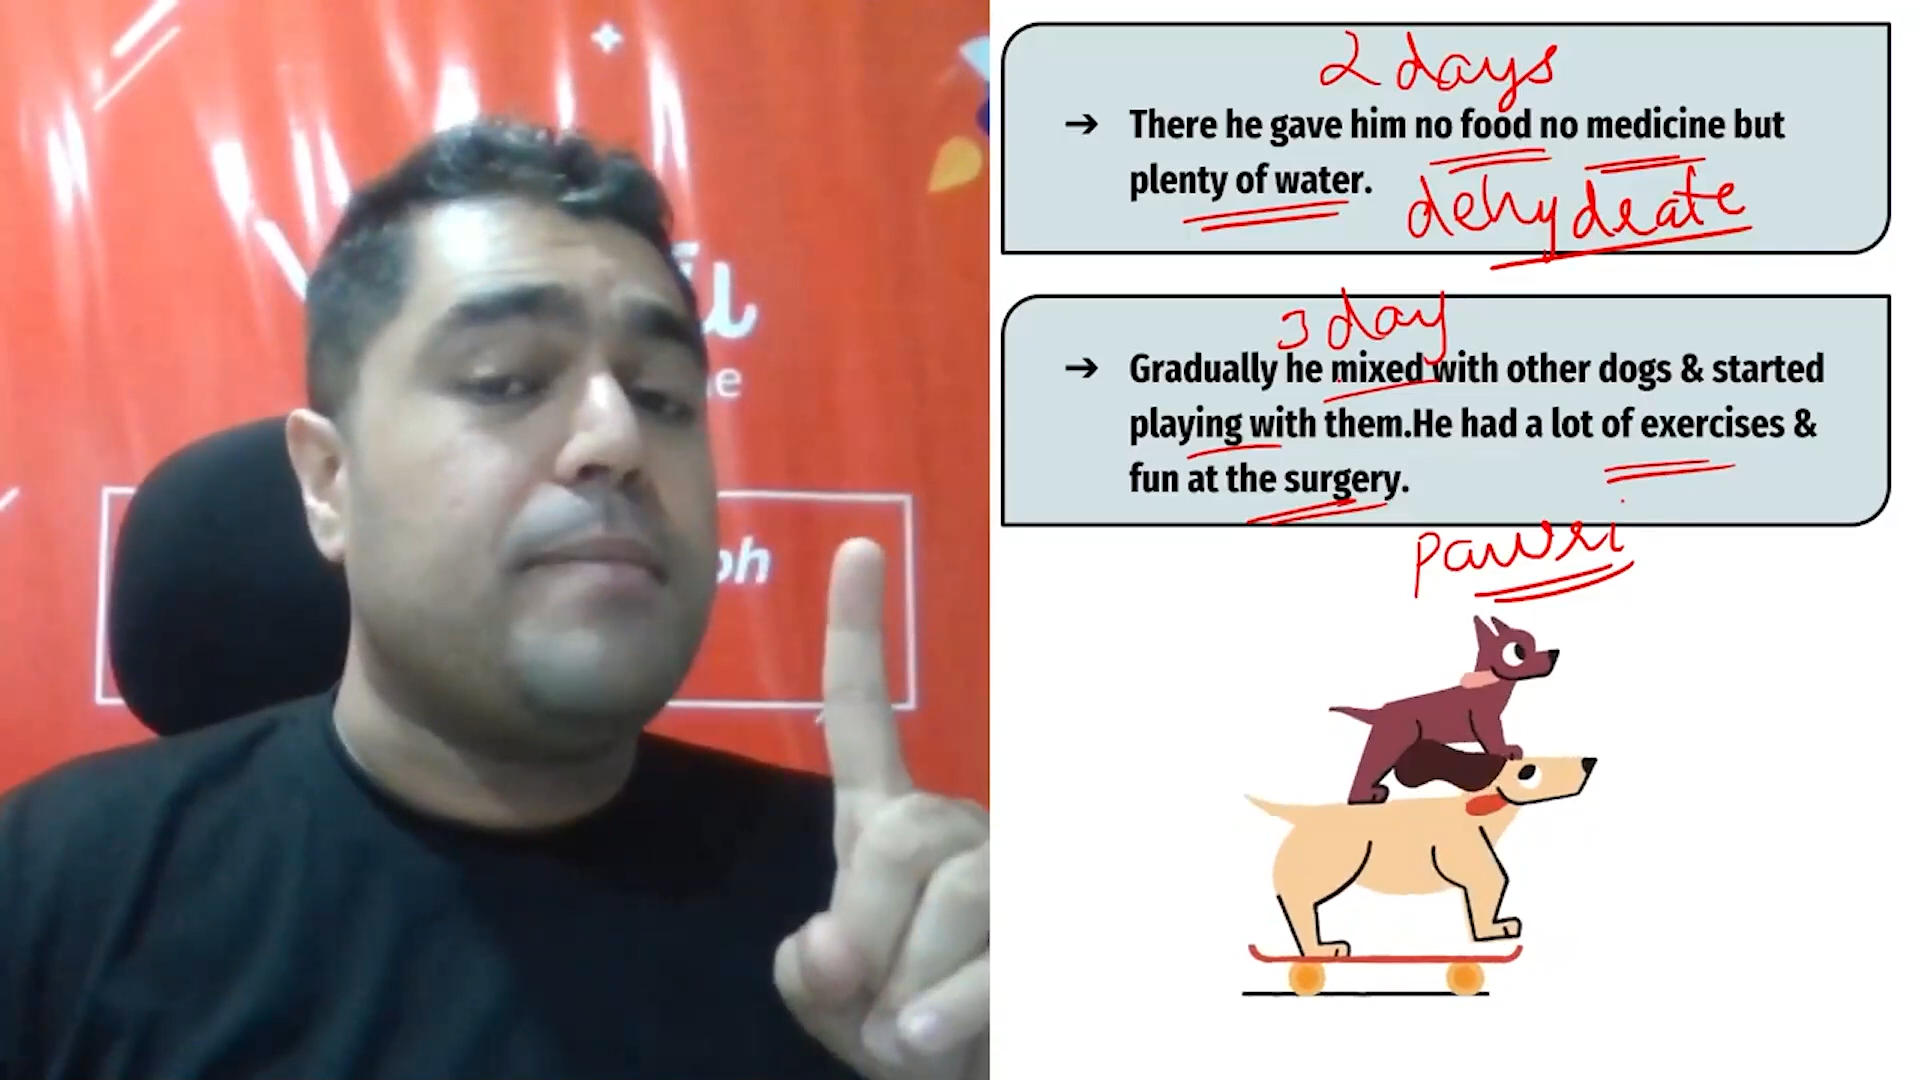 2 days
➔ There he gave him no food no medicine but
plenty of water.
dehydrate
3 day
➔ Gradually he mixed with other dogs & started
playing with them.He had a lot of exercises &
fun at the surgery.
pawri